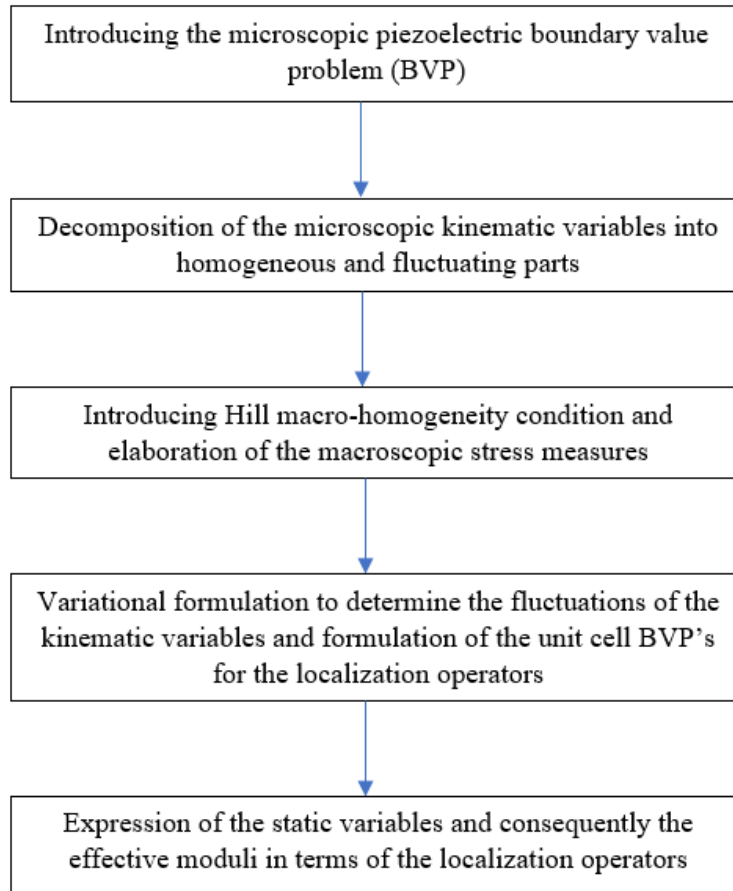 Introducing the microscopic piezoelectric boundary value
problem (BVP)
Decomposition of the microscopic kinematic variables into
homogeneous and fluctuating parts
Introducing Hill macro-homogeneity condition and
elaboration of the macroscopic stress measures
Variational formulation to determine the fluctuations of the
kinematic variables and formulation of the unit cell BVP’s
for the localization operators
Expression of the static variables and consequently the
effective moduli in terms of the localization operators